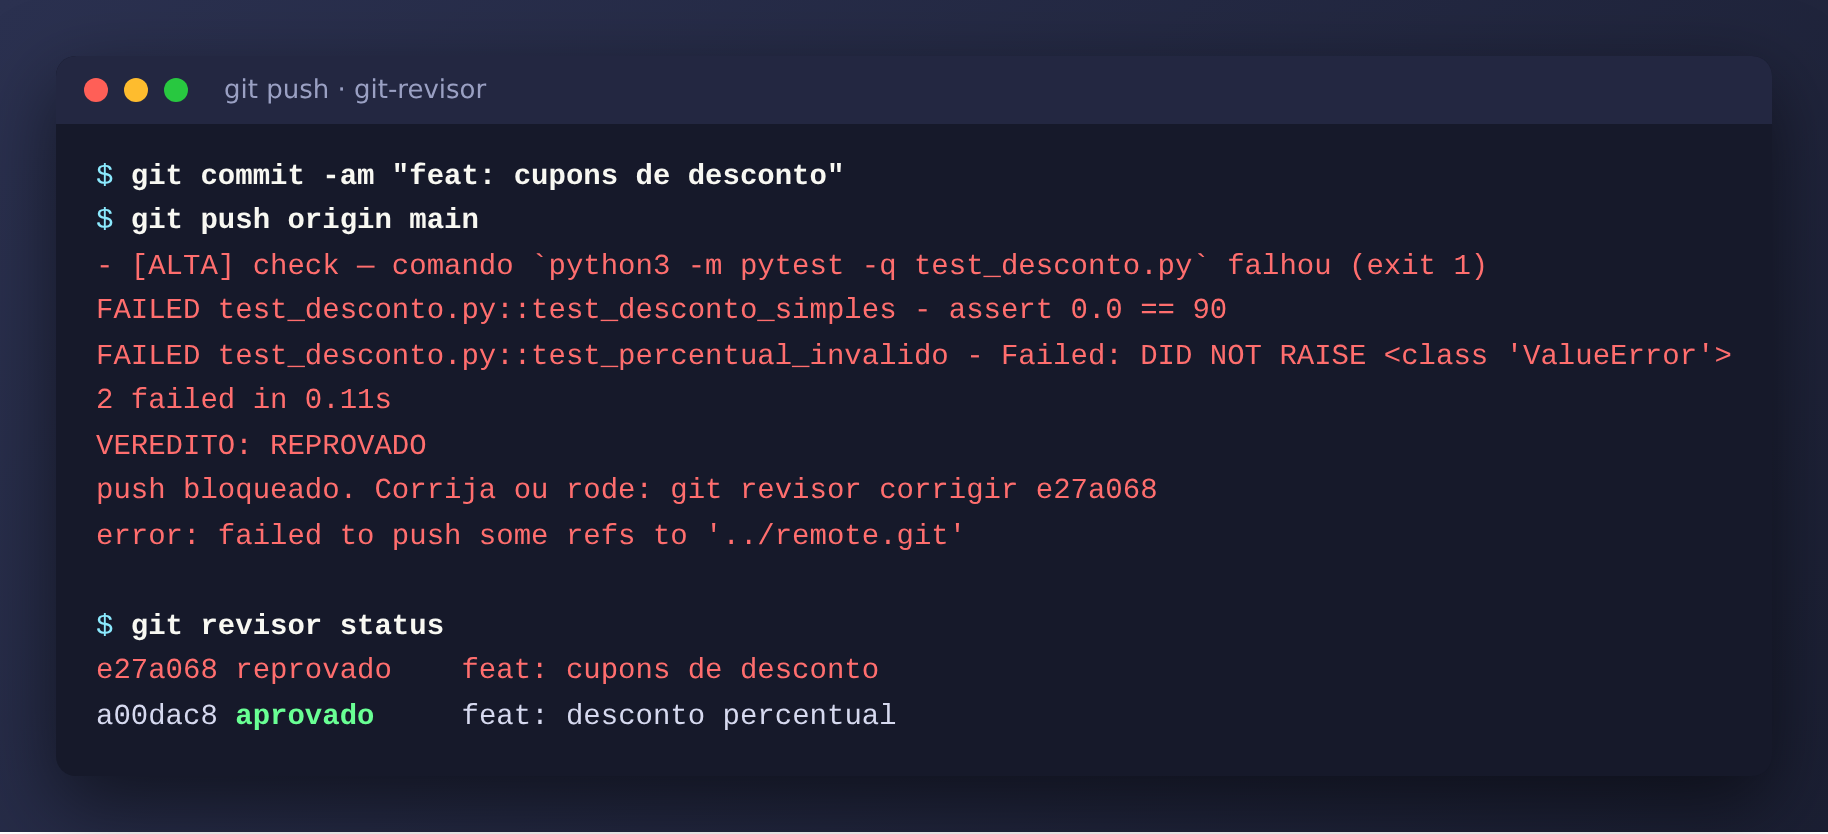 git push · git-revisor
$ git commit -am "feat: cupons de desconto"
$ git push origin main
- [ALTA] check — comando `python3 -m pytest -q test_desconto.py` falhou (exit 1)
FAILED test_desconto.py::test_desconto_simples - assert 0.0 == 90
FAILED test_desconto.py::test_percentual_invalido - Failed: DID NOT RAISE <class 'ValueError'>
2 failed in 0.11s
VEREDITO: REPROVADO
push bloqueado. Corrija ou rode: git revisor corrigir e27a068
error: failed to push some refs to '../remote.git'
$ git revisor status
e27a068 reprovado    feat: cupons de desconto
a00dac8 aprovado     feat: desconto percentual